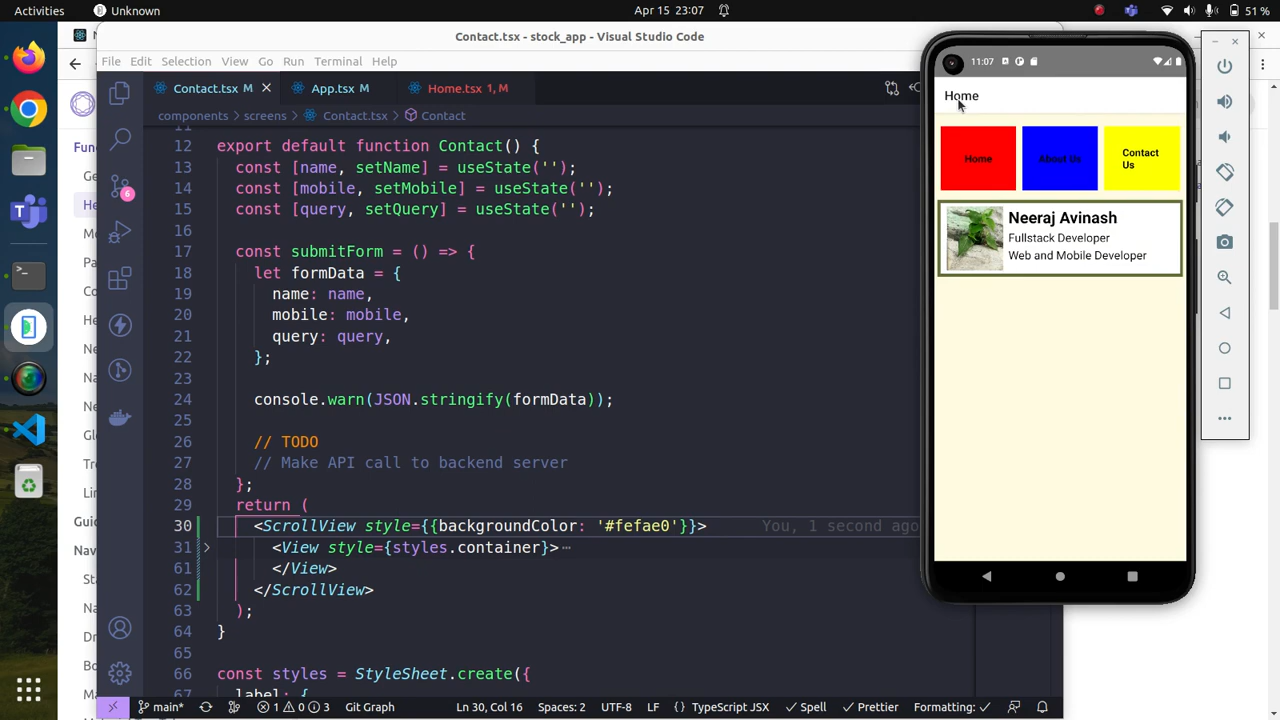 Activities
Unknown
Apr 15 23:07
51 %
Contact.tsx - stock_app - Visual Studio Code
File Edit Selection View Go Run Terminal Help
Contact.tsx M
App.tsx M
Home.tsx 1, M
components > screens > Contact.tsx > Contact
11
12 export default function Contact() {
13 const [name, setName] = useState('');
14 const [mobile, setMobile] = useState('');
15 const [query, setQuery] = useState('');
16
17 const submitForm = () => {
18 let formData = {
19 name: name,
20 mobile: mobile,
21 query: query,
22 };
23
24 console.warn(JSON.stringify(formData));
25
26 // TODO
27 // Make API call to backend server
28 };
29 return (
30 <ScrollView style={{backgroundColor: '#fefae0'}}> You, 1 second ago
31 <View style={styles.container}>
61 </View>
62 </ScrollView>
63 );
64 }
65
66 const styles = StyleSheet.create({
67 label: {
6
main*
1 0 3
Git Graph
Ln 30, Col 16
Spaces: 2
UTF-8
LF
{} TypeScript JSX
Spell
Prettier
Formatting:
11:07
Home
Home
About Us
Contact
Us
Neeraj Avinash
Fullstack Developer
Web and Mobile Developer